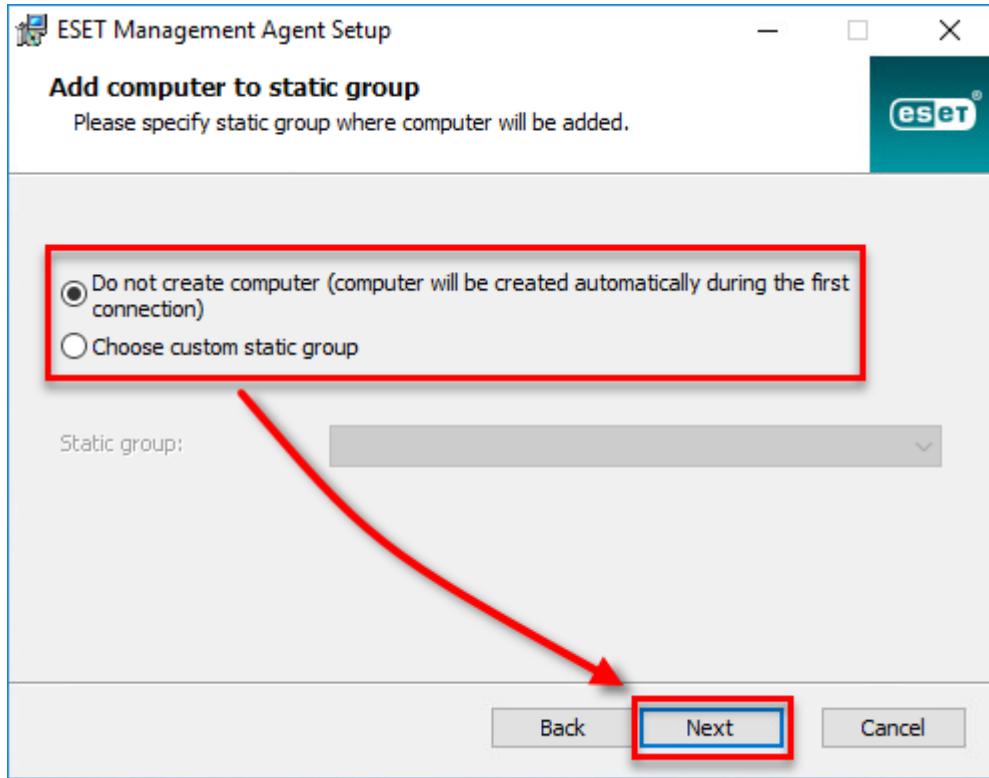 ESET Management Agent Setup
Add computer to static group
Please specify static group where computer will be added.
eset®
Do not create computer (computer will be created automatically during the first
connection)
Choose custom static group
Static group:
Back Next Cancel